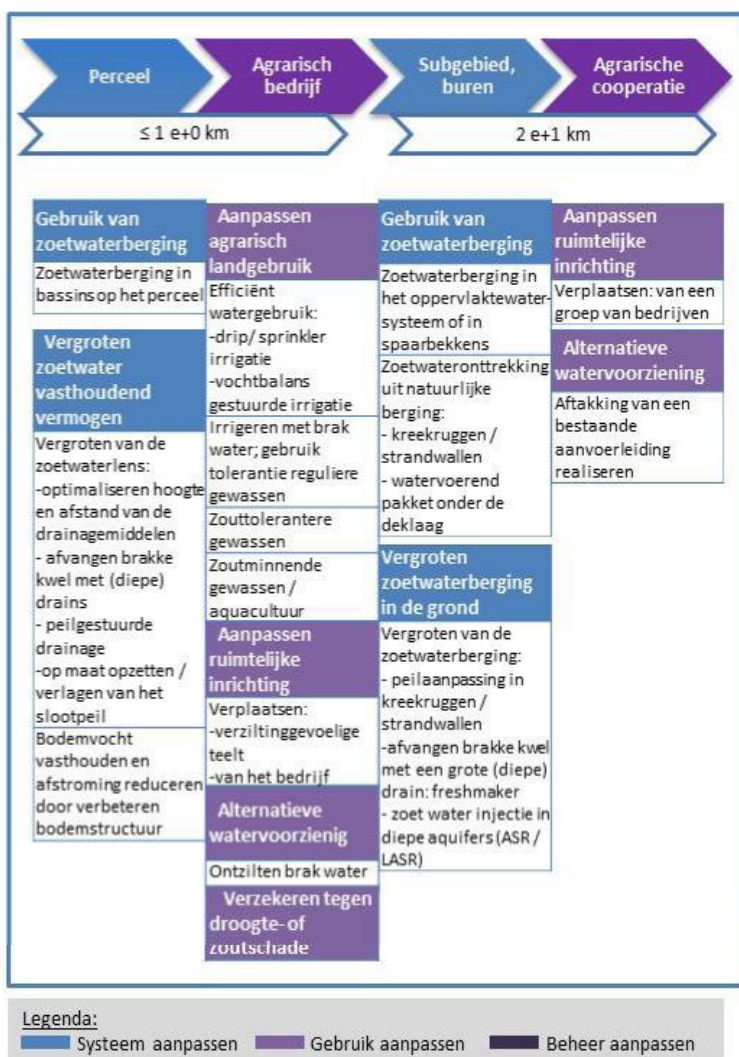 Perceel
Agrarisch
bedrijf
Subgebied,
buren
Agrarische
cooperatie
≤ 1 e+0 km
2 e+1 km
Gebruik van
zoetwaterberging
Zoetwaterberging in
bassins op het perceel
Vergroten
zoetwater
vasthoudend
vermogen
Vergroten van de
zoetwaterlens:
-optimaliseren hoogte
en afstand van de
drainagemiddelen
- afvangen brakke
kwel met (diepe)
drains
- peilgestuurde
drainage
-op maat opzetten /
verlagen van het
slootpeil
Bodemvocht
vasthouden en
afstroming reduceren
door verbeteren
bodemstructuur
Aanpassen
agrarisch
landgebruik
Efficiënt
watergebruik:
-drip/ sprinkler
irrigatie
-vochtbalans
gestuurde irrigatie
Irrigeren met brak
water; gebruik
tolerantie reguliere
gewassen
Zouttolerantere
gewassen
Zoutminnende
gewassen /
aquacultuur
Aanpassen
ruimtelijke
inrichting
Verplaatsen:
-verziltinggevoelige
teelt
-van het bedrijf
Alternatieve
watervoorzienig
Ontzilten brak water
Verzekeren tegen
droogte- of
zoutschade
Gebruik van
zoetwaterberging
Zoetwaterberging in
het oppervlaktewater-
systeem of in
spaarbekkens
Zoetwateronttrekking
uit natuurlijke
berging:
- kreekruggen /
strandwallen
- watervoerend
pakket onder de
deklaag
Vergroten
zoetwaterberging
in de grond
Vergroten van de
zoetwaterberging:
- peilaanpassing in
kreekruggen /
strandwallen
-afvangen brakke kwel
met een grote (diepe)
drain: freshmaker
- zoet water injectie in
diepe aquifers (ASR /
LASR)
Aanpassen
ruimtelijke
inrichting
Verplaatsen: van een
groep van bedrijven
Alternatieve
watervoorziening
Aftakking van een
bestaande
aanvoerleiding
realiseren
Legenda:
Systeem aanpassen Gebruik aanpassen Beheer aanpassen